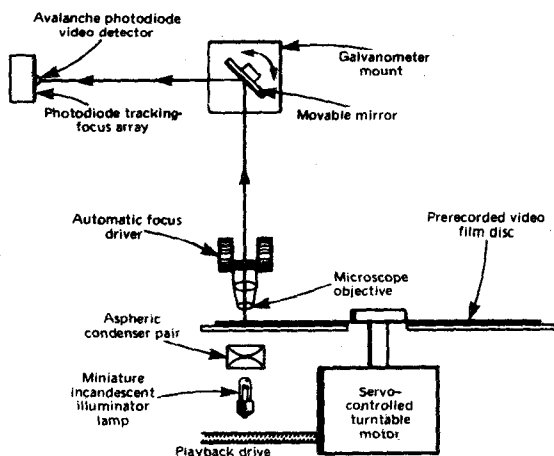 Avalanche photodiode
video detector
Galvanometer
mount
Photodiode tracking-
focus array
Movable mirror
Automatic focus
driver
Prerecorded video
film disc
Microscope
objective
Aspheric
condenser pair
Miniature
incandescent
illuminator
lamp
Servo-
controlled
turntable
motor
Playback drive